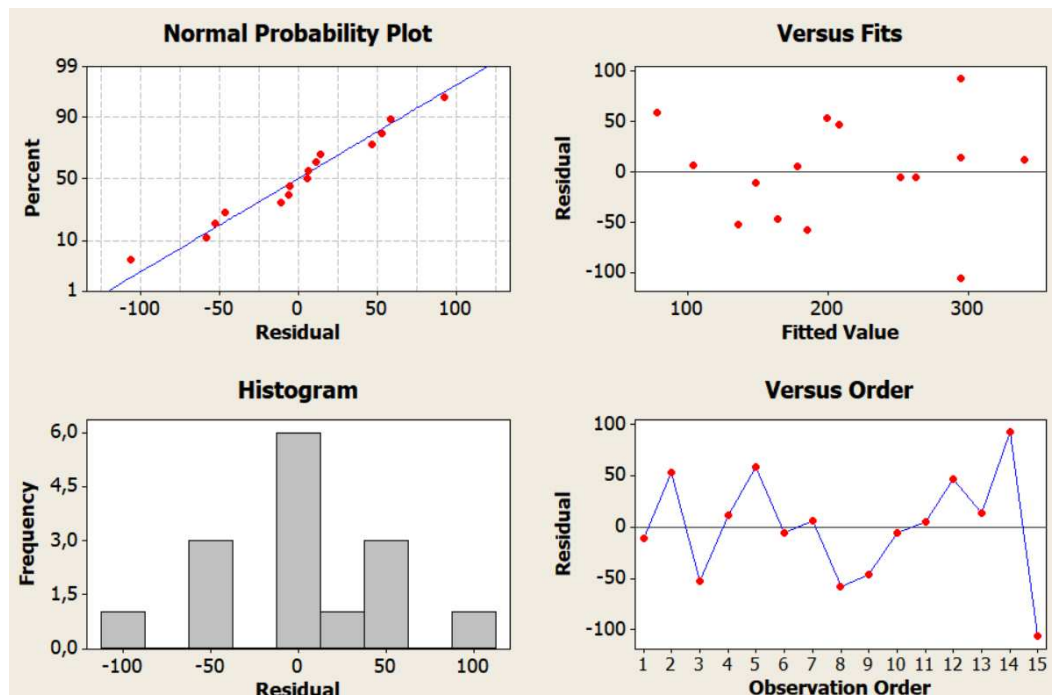 Normal Probability Plot
99
90
50
10
1
Percent
-100 -50 0 50 100
Residual
Versus Fits
100
50
0
-50
-100
Residual
100 200 300
Fitted Value
Histogram
6,0
4,5
3,0
1,5
0,0
Frequency
-100 -50 0 50 100
Residual
Versus Order
100
50
0
-50
-100
Residual
1 2 3 4 5 6 7 8 9 10 11 12 13 14 15
Observation Order